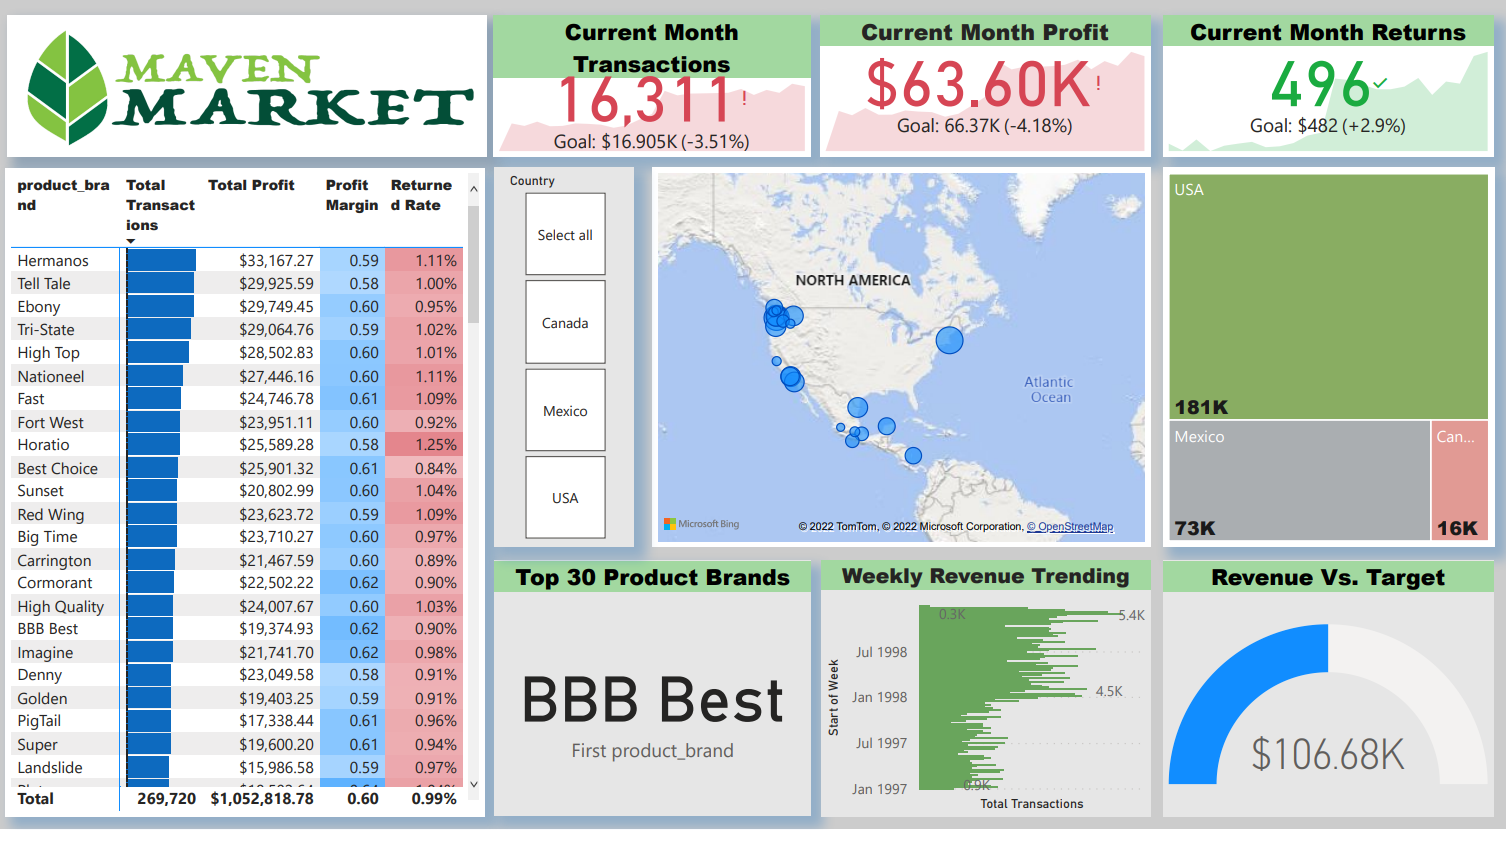 MAVEN
MARKET
Current Month
Transactions
16,311!
Goal: $16.905K (-3.51%)
Current Month Profit
$63.60K!
Goal: 66.37K (-4.18%)
Current Month Returns
496
Goal: $482 (+2.9%)
product_bra
nd
Total
Transact
ions
Total Profit
Profit
Margin
Returne
d Rate
Hermanos $33,167.27 0.59 1.11%
Tell Tale $29,925.59 0.58 1.00%
Ebony $29,749.45 0.60 0.95%
Tri-State $29,064.76 0.59 1.02%
High Top $28,502.83 0.60 1.01%
Nationeel $27,446.16 0.60 1.11%
Fast $24,746.78 0.61 1.09%
Fort West $23,951.11 0.60 0.92%
Horatio $25,589.28 0.58 1.25%
Best Choice $25,901.32 0.61 0.84%
Sunset $20,802.99 0.60 1.04%
Red Wing $23,623.72 0.59 1.09%
Big Time $23,710.27 0.60 0.97%
Carrington $21,467.59 0.60 0.89%
Cormorant $22,502.22 0.62 0.90%
High Quality $24,007.67 0.60 1.03%
BBB Best $19,374.93 0.62 0.90%
Imagine $21,741.70 0.62 0.98%
Denny $23,049.58 0.58 0.91%
Golden $19,403.25 0.59 0.91%
PigTail $17,338.44 0.61 0.96%
Super $19,600.20 0.61 0.94%
Landslide $15,986.58 0.59 0.97%
Total 269,720 $1,052,818.78 0.60 0.99%
Country
Select all
Canada
Mexico
USA
NORTH AMERICA
Atlantic
Ocean
Microsoft Bing
© 2022 TomTom, © 2022 Microsoft Corporation, © OpenStreetMap
USA
181K
Mexico
73K
Can...
16K
Top 30 Product Brands
BBB Best
First product_brand
Weekly Revenue Trending
Start of Week
0.3K
5.4K
Jul 1998
4.5K
Jan 1998
Jul 1997
0.9K
Jan 1997
Total Transactions
Revenue Vs. Target
$106.68K